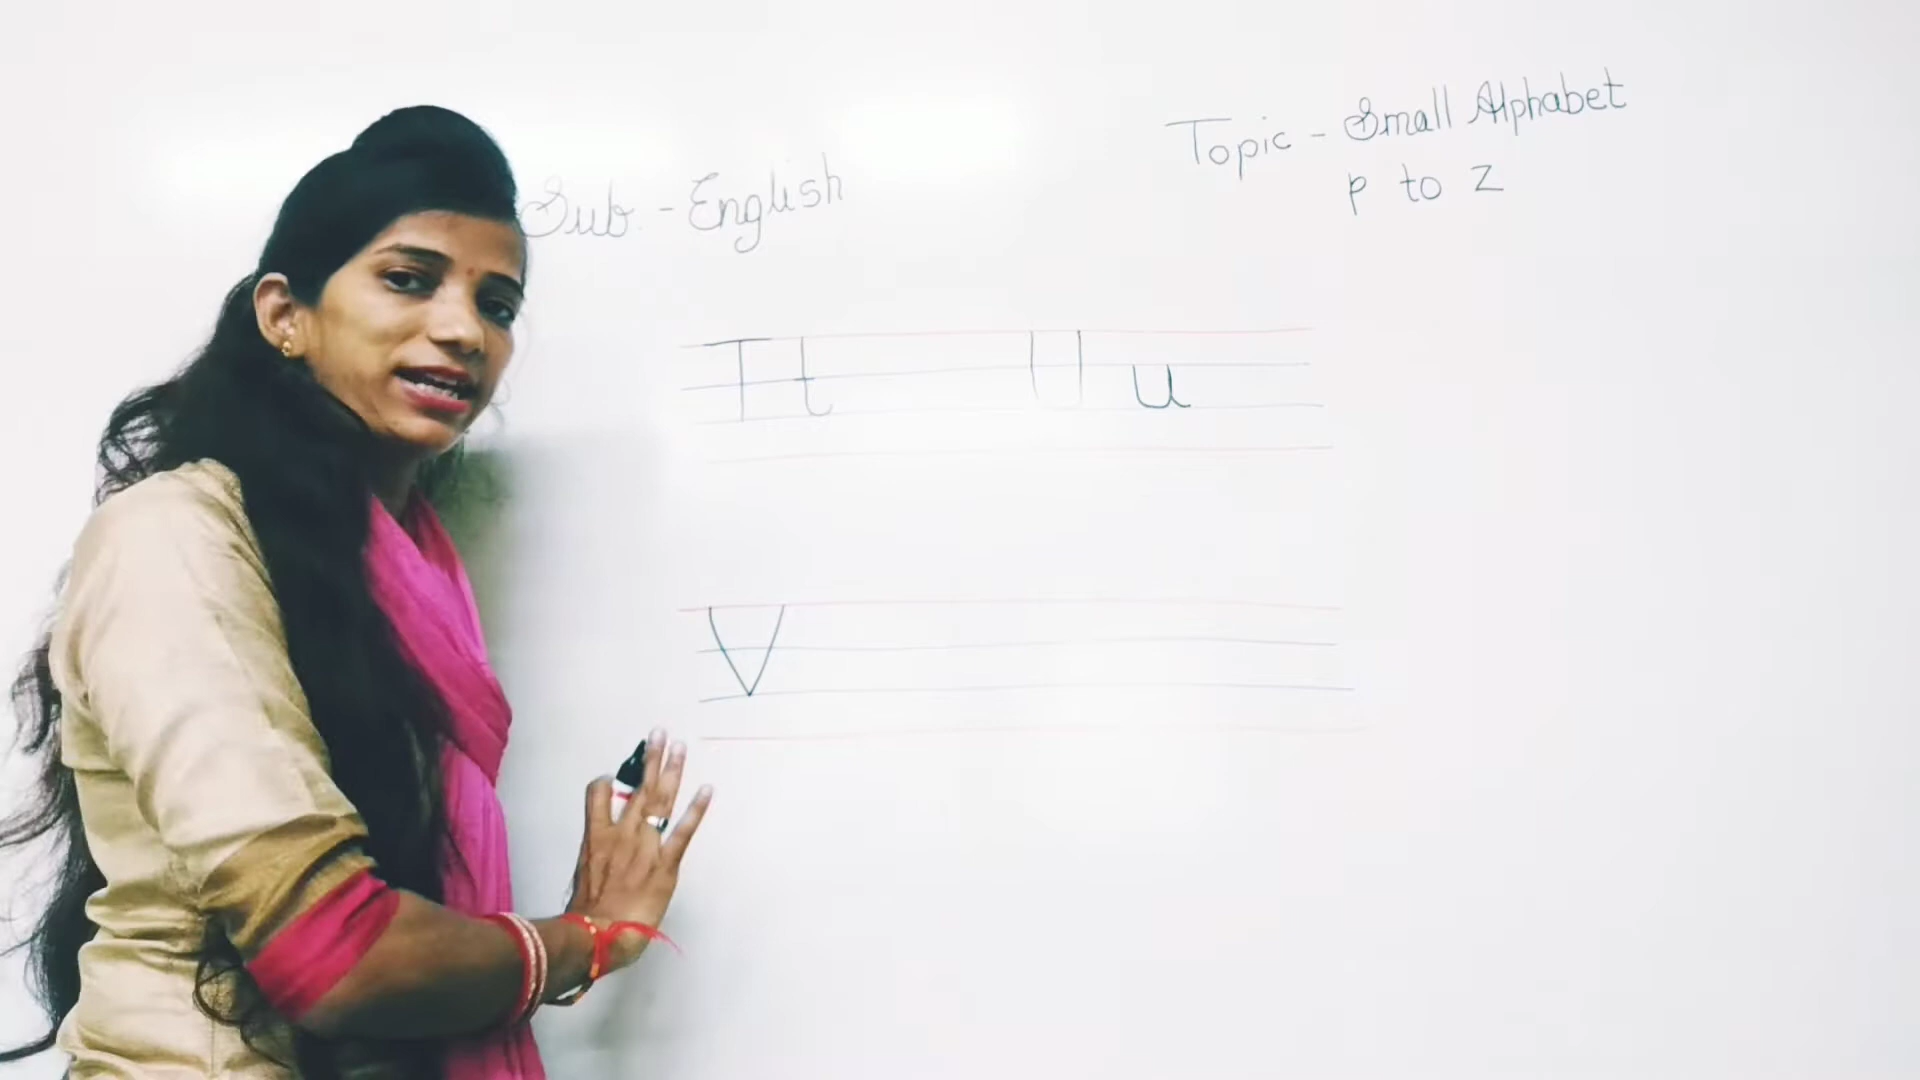 Sub. - English
Topic - Small Alphabet
p to z
T t U u
V